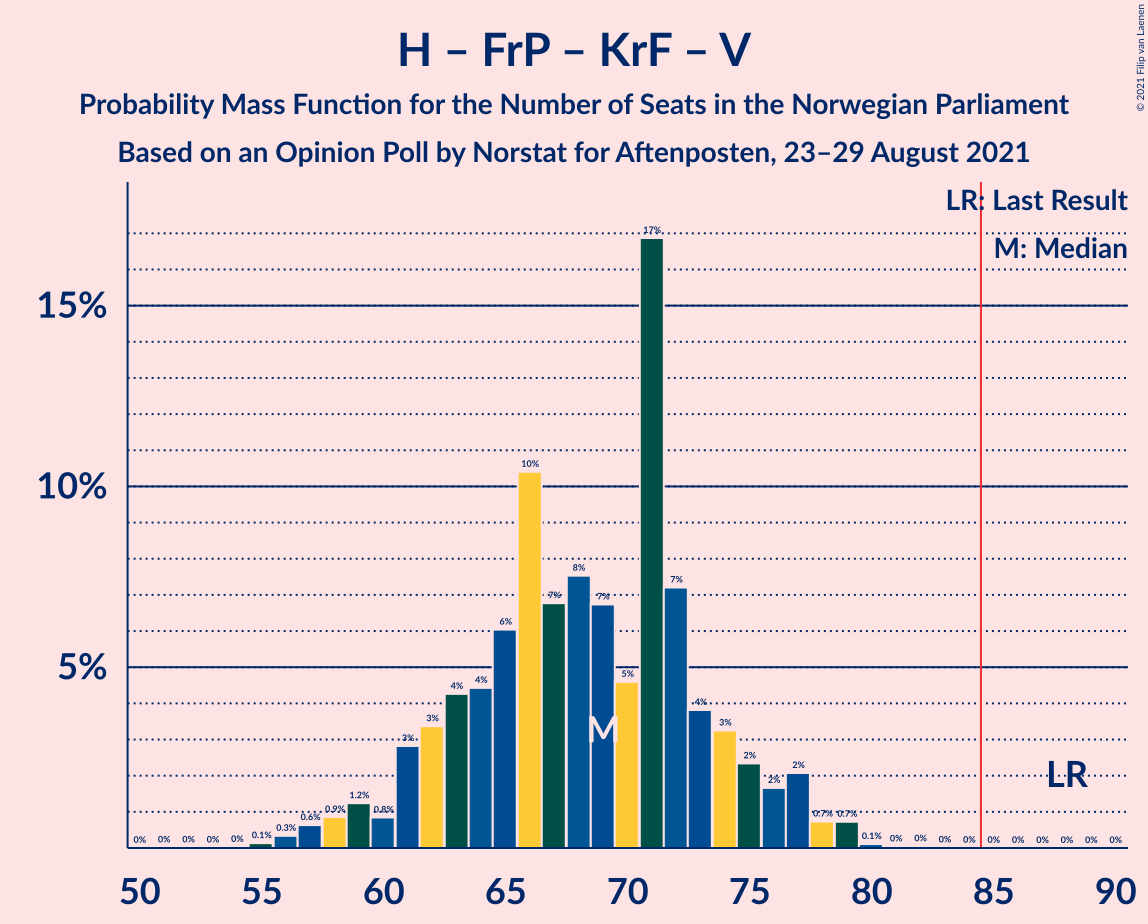 H – FrP – KrF – V
Probability Mass Function for the Number of Seats in the Norwegian Parliament
Based on an Opinion Poll by Norstat for Aftenposten, 23–29 August 2021
© 2021 Filip van Laenen
LR: Last Result
M: Median
15%
10%
5%
0% 0% 0% 0% 0% 0.1% 0.3% 0.6% 0.9% 1.2% 0.8% 3% 3% 4% 4% 6% 10% 7% 8% 7% 5% 17% 7% 4% 3% 2% 2% 2% 0.7% 0.7% 0.1% 0% 0% 0% 0% 0% 0% 0% 0% 0% 0%
M
LR
50 55 60 65 70 75 80 85 90